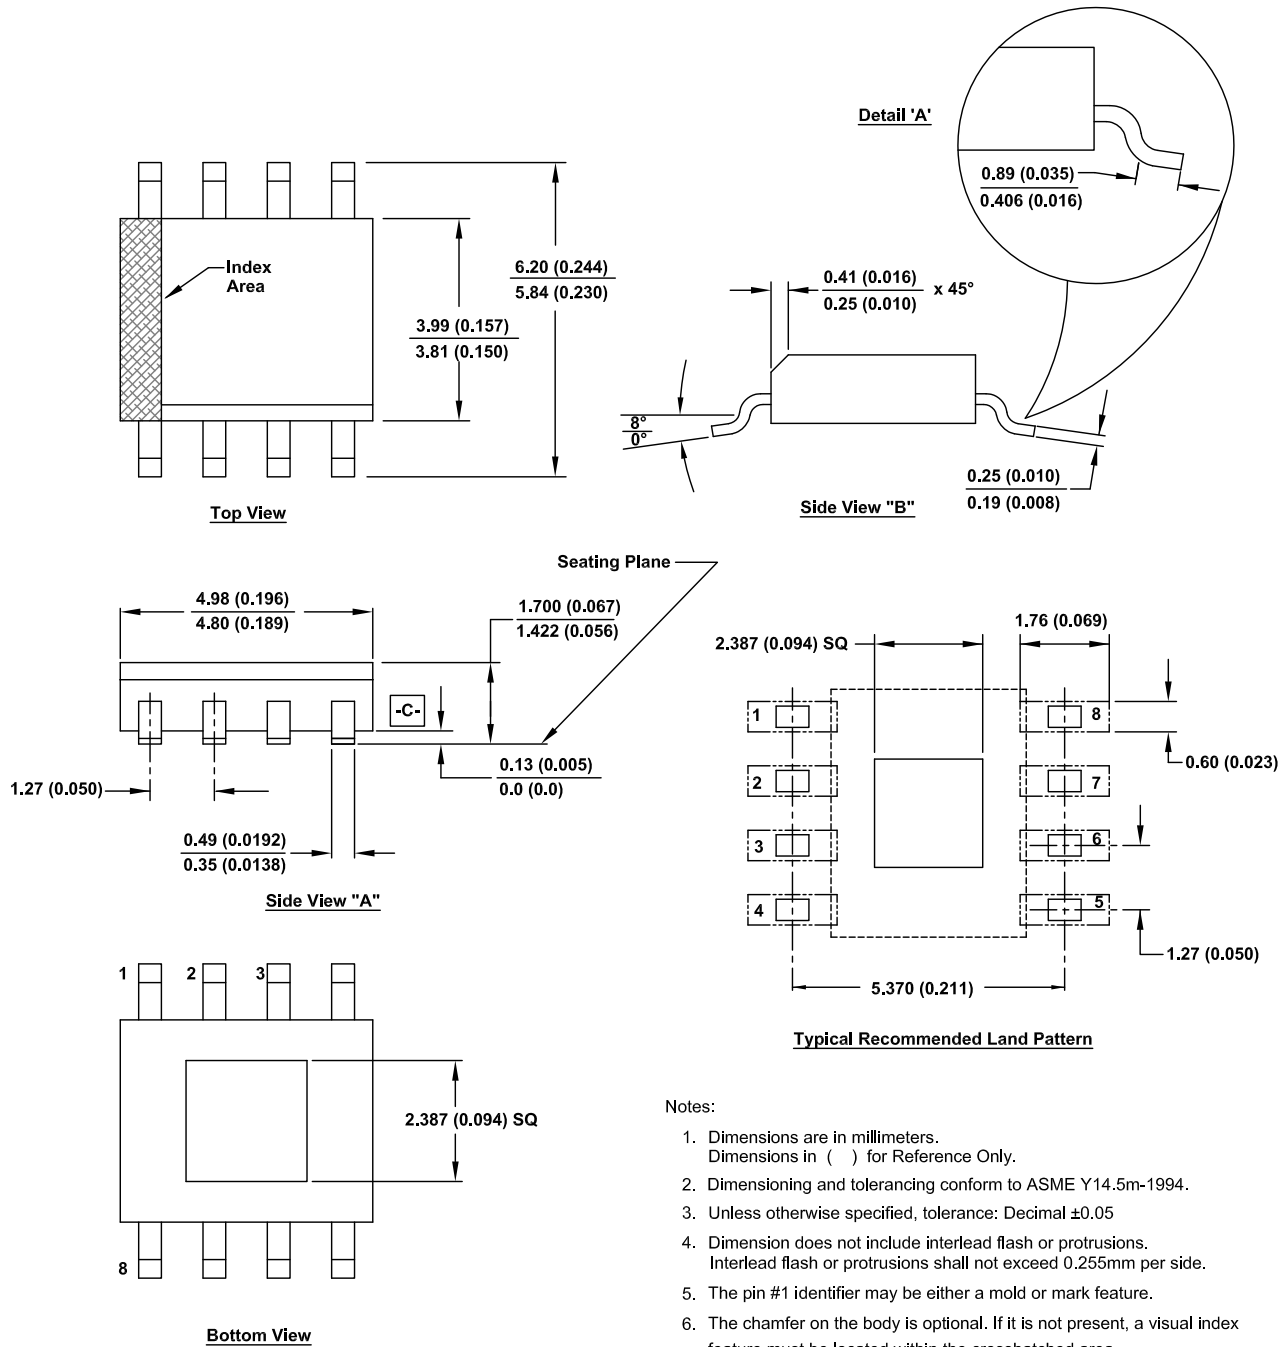 Detail 'A'
0.89 (0.035)
0.406 (0.016)
Index
Area
6.20 (0.244)
5.84 (0.230)
3.99 (0.157)
3.81 (0.150)
Top View
0.41 (0.016)
0.25 (0.010)
x 45°
8°
0°
0.25 (0.010)
0.19 (0.008)
Side View "B"
Seating Plane
4.98 (0.196)
4.80 (0.189)
1.700 (0.067)
1.422 (0.056)
-C-
0.13 (0.005)
0.0 (0.0)
1.27 (0.050)
0.49 (0.0192)
0.35 (0.0138)
Side View "A"
2.387 (0.094) SQ
1.76 (0.069)
1
8
0.60 (0.023)
2
7
3
6
4
5
1.27 (0.050)
5.370 (0.211)
Typical Recommended Land Pattern
1
2
3
2.387 (0.094) SQ
8
Bottom View
Notes:
1. Dimensions are in millimeters.
Dimensions in ( ) for Reference Only.
2. Dimensioning and tolerancing conform to ASME Y14.5m-1994.
3. Unless otherwise specified, tolerance: Decimal ±0.05
4. Dimension does not include interlead flash or protrusions.
Interlead flash or protrusions shall not exceed 0.255mm per side.
5. The pin #1 identifier may be either a mold or mark feature.
6. The chamfer on the body is optional. If it is not present, a visual index
feature must be located within the crosshatched area.